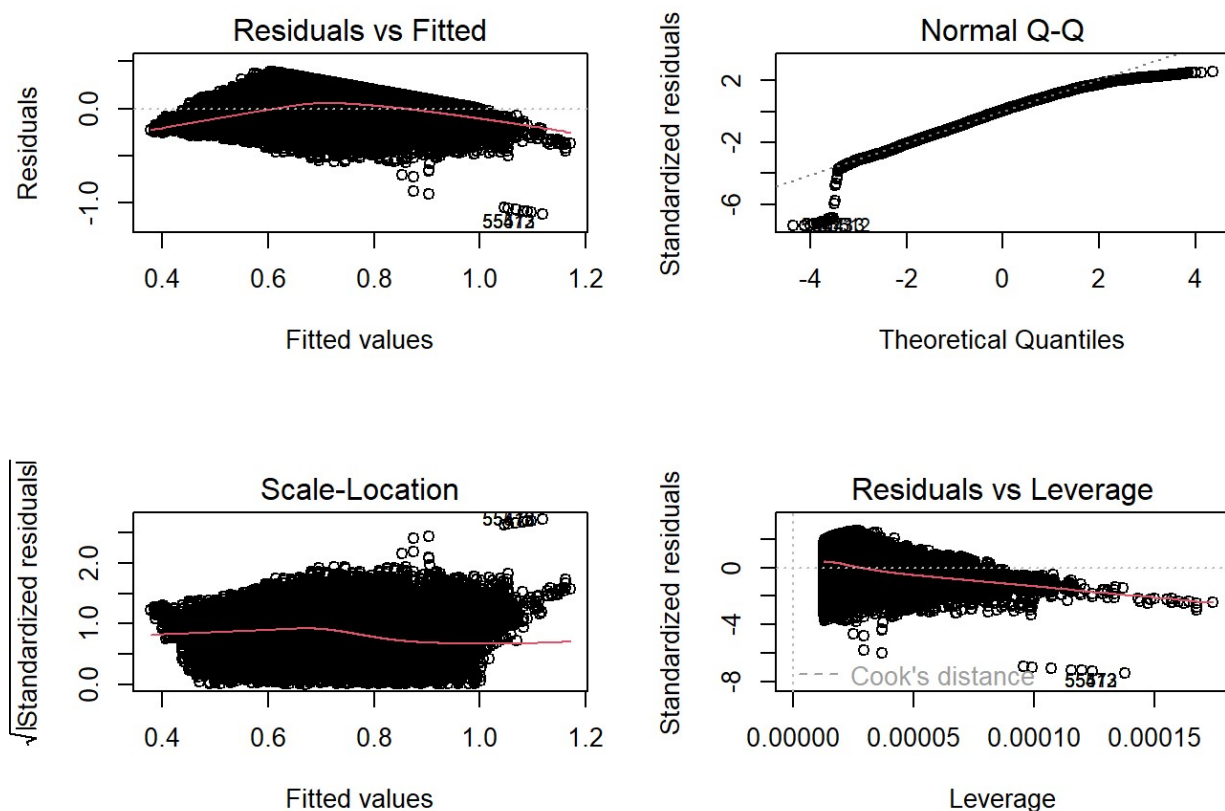 Residuals vs Fitted
Residuals
0.0
-1.0
0.4 0.6 0.8 1.0 1.2
Fitted values
Normal Q-Q
Standardized residuals
2
-2
-6
-4 -2 0 2 4
Theoretical Quantiles
Scale-Location
√|Standardized residuals|
2.0
1.0
0.0
0.4 0.6 0.8 1.0 1.2
Fitted values
Residuals vs Leverage
Standardized residuals
0
-4
-8
Cook's distance
0.00000 0.00005 0.00010 0.00015
Leverage